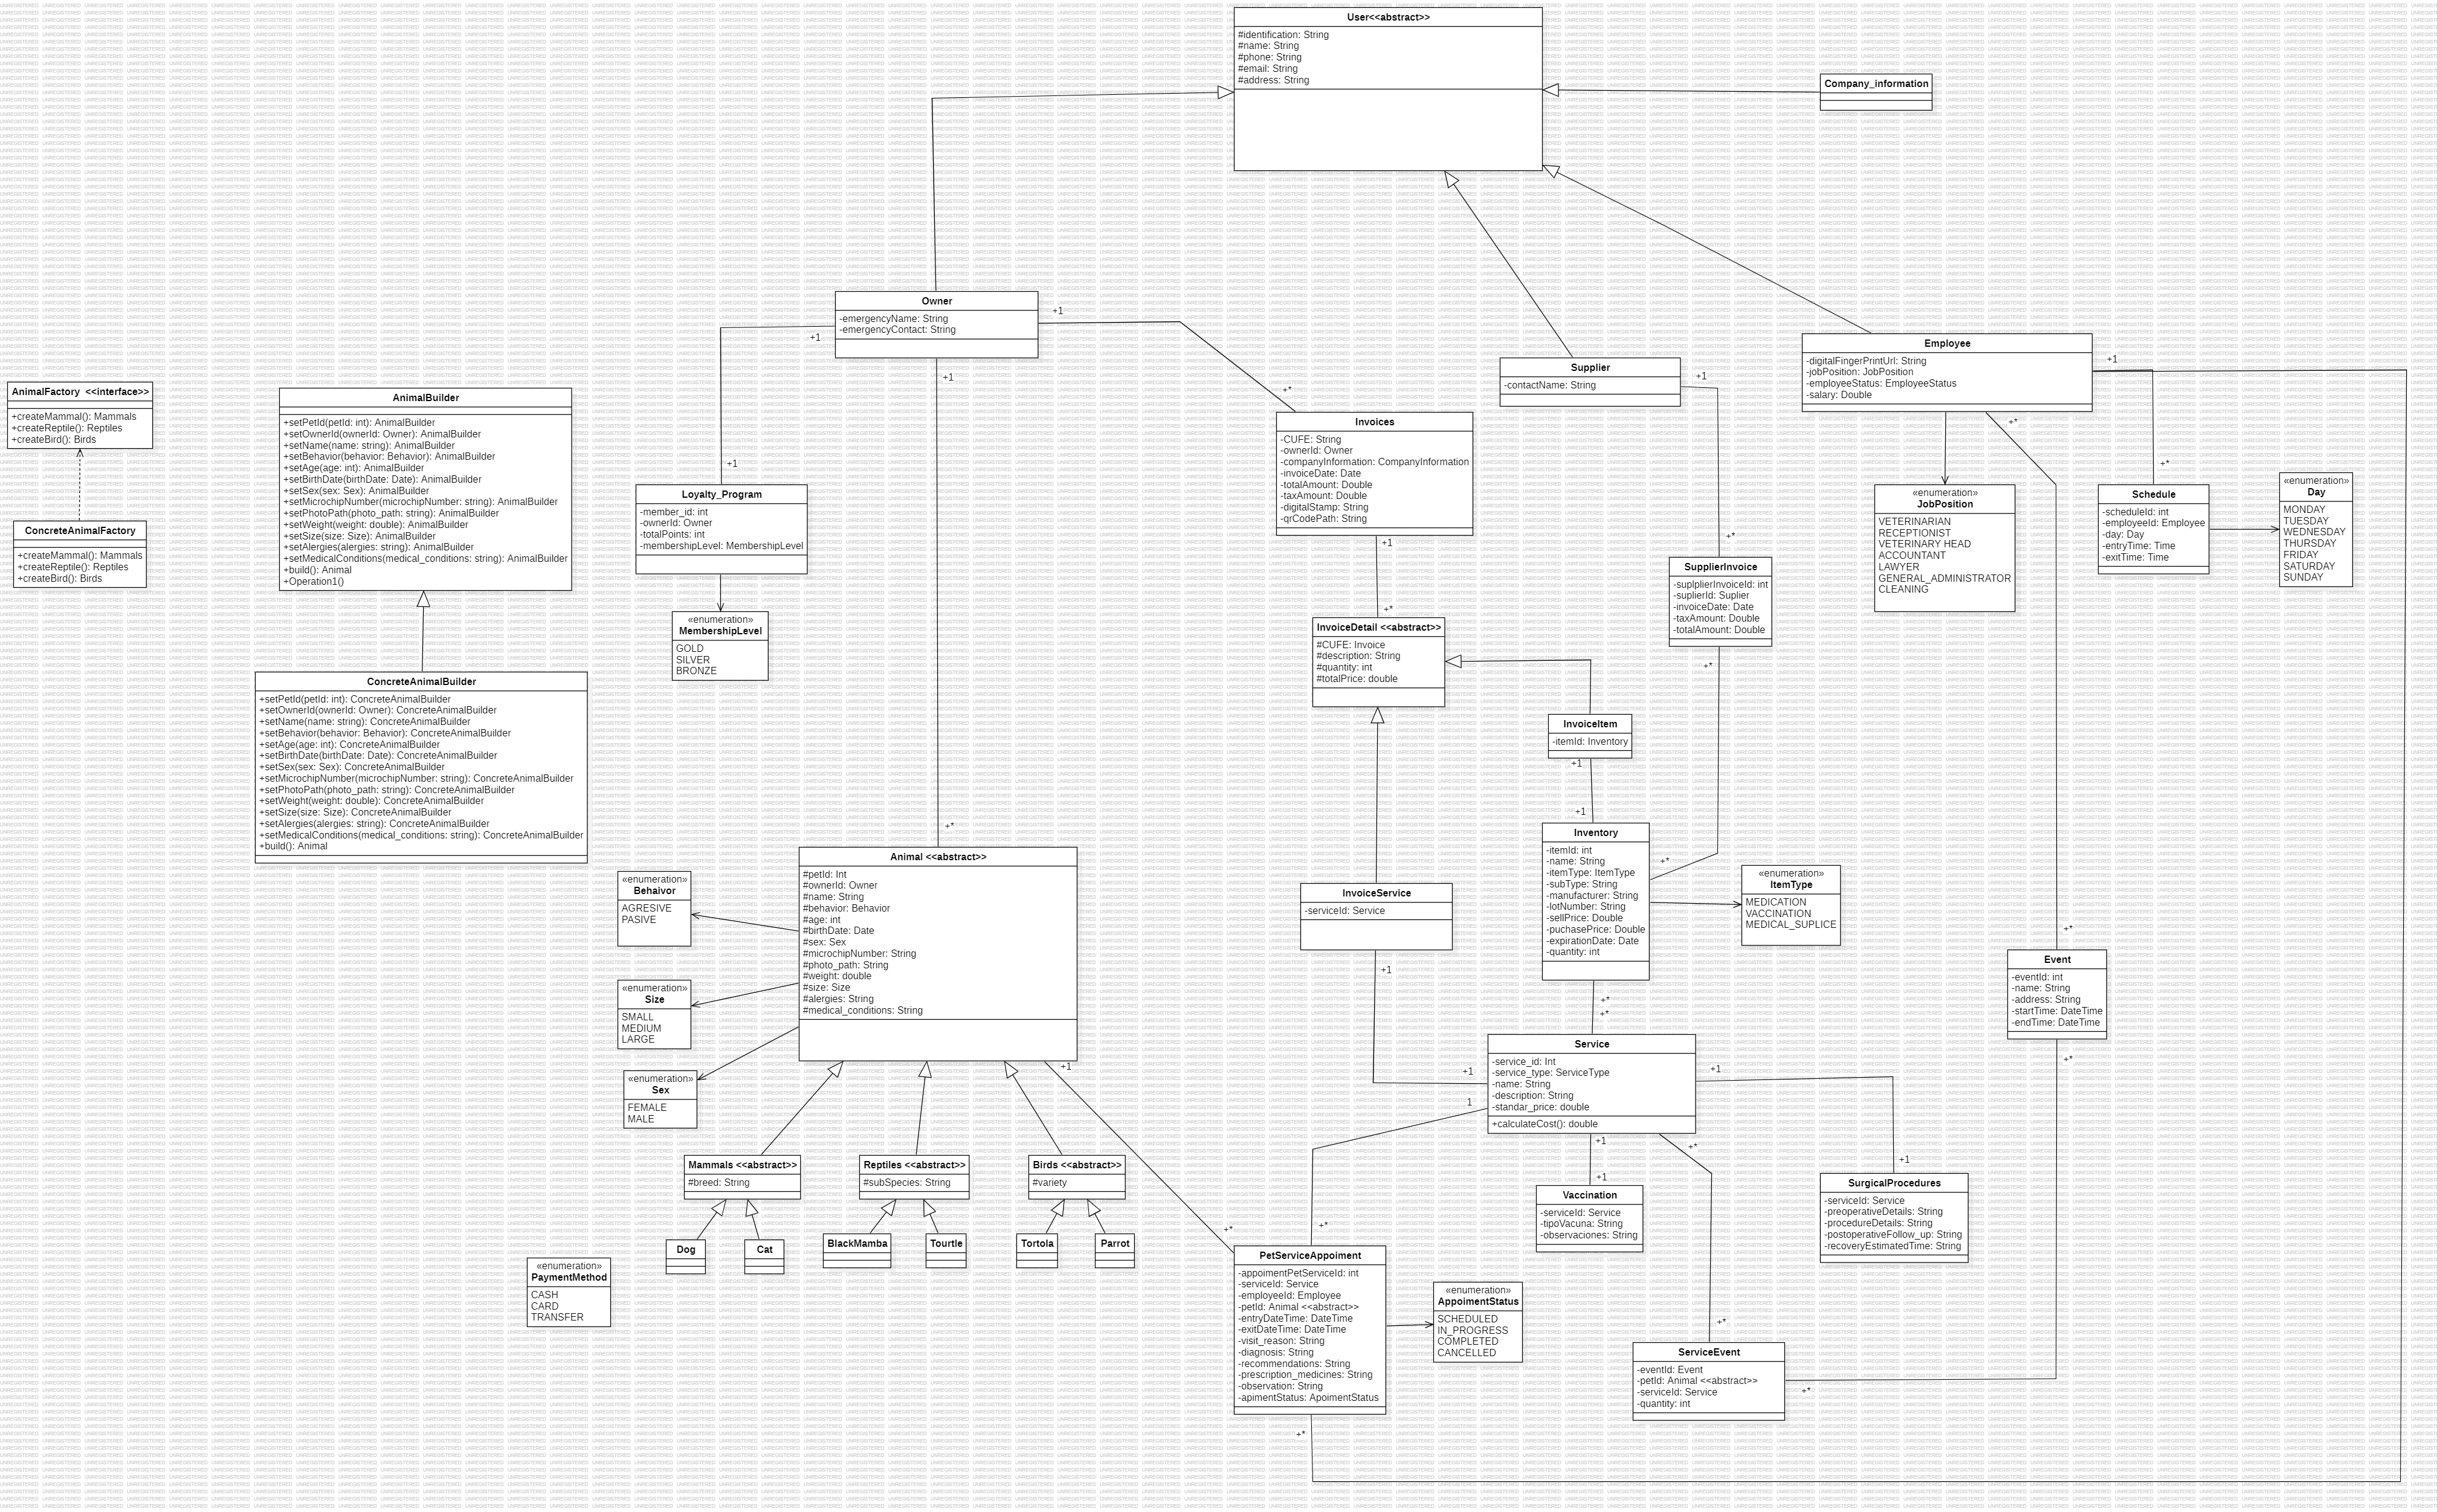 User<<abstract>>
#identification: String
#name: String
#phone: String
#email: String
#address: String
Company_information
Owner
-emergencyName: String
-emergencyContact: String
+1
+1
+1
+*
+1
Supplier
-contactName: String
+1
+*
Employee
-digitalFingerPrintUrl: String
-jobPosition: JobPosition
-employeeStatus: EmployeeStatus
-salary: Double
+1
+*
+*
AnimalFactory <<interface>>
+createMammal(): Mammals
+createReptile(): Reptiles
+createBird(): Birds
ConcreteAnimalFactory
+createMammal(): Mammals
+createReptile(): Reptiles
+createBird(): Birds
AnimalBuilder
+setPetId(petId: int): AnimalBuilder
+setOwnerId(ownerId: Owner): AnimalBuilder
+setName(name: string): AnimalBuilder
+setBehavior(behavior: Behavior): AnimalBuilder
+setAge(age: int): AnimalBuilder
+setBirthDate(birthDate: Date): AnimalBuilder
+setSex(sex: Sex): AnimalBuilder
+setMicrochipNumber(microchipNumber: string): AnimalBuilder
+setPhotoPath(photo_path: string): AnimalBuilder
+setWeight(weight: double): AnimalBuilder
+setSize(size: Size): AnimalBuilder
+setAlergies(alergies: string): AnimalBuilder
+setMedicalConditions(medical_conditions: string): AnimalBuilder
+build(): Animal
+Operation1()
ConcreteAnimalBuilder
+setPetId(petId: int): ConcreteAnimalBuilder
+setOwnerId(ownerId: Owner): ConcreteAnimalBuilder
+setName(name: string): ConcreteAnimalBuilder
+setBehavior(behavior: Behavior): ConcreteAnimalBuilder
+setAge(age: int): ConcreteAnimalBuilder
+setBirthDate(birthDate: Date): ConcreteAnimalBuilder
+setSex(sex: Sex): ConcreteAnimalBuilder
+setMicrochipNumber(microchipNumber: string): ConcreteAnimalBuilder
+setPhotoPath(photo_path: string): ConcreteAnimalBuilder
+setWeight(weight: double): ConcreteAnimalBuilder
+setSize(size: Size): ConcreteAnimalBuilder
+setAlergies(alergies: string): ConcreteAnimalBuilder
+setMedicalConditions(medical_conditions: string): ConcreteAnimalBuilder
+build(): Animal
Loyalty_Program
-member_id: int
-ownerId: Owner
-totalPoints: int
-membershipLevel: MembershipLevel
«enumeration»
MembershipLevel
GOLD
SILVER
BRONZE
Invoices
-CUFE: String
-ownerId: Owner
-companyInformation: CompanyInformation
-invoiceDate: Date
-totalAmount: Double
-taxAmount: Double
-digitalStamp: String
-qrCodePath: String
+1
+*
InvoiceDetail <<abstract>>
#CUFE: Invoice
#description: String
#quantity: int
#totalPrice: double
SupplierInvoice
-suplplierInvoiceId: int
-suplierId: Suplier
-invoiceDate: Date
-taxAmount: Double
-totalAmount: Double
+*
+*
«enumeration»
JobPosition
VETERINARIAN
RECEPTIONIST
VETERINARY HEAD
ACCOUNTANT
LAWYER
GENERAL_ADMINISTRATOR
CLEANING
Schedule
-scheduleId: int
-employeeId: Employee
-day: Day
-entryTime: Time
-exitTime: Time
«enumeration»
Day
MONDAY
TUESDAY
WEDNESDAY
THURSDAY
FRIDAY
SATURDAY
SUNDAY
InvoiceItem
-itemId: Inventory
+1
+1
Inventory
-itemId: int
-name: String
-itemType: ItemType
-subType: String
-manufacturer: String
-lotNumber: String
-sellPrice: Double
-puchasePrice: Double
-expirationDate: Date
-quantity: int
+*
+*
«enumeration»
ItemType
MEDICATION
VACCINATION
MEDICAL_SUPLICE
InvoiceService
-serviceId: Service
+1
+1
+*
Animal <<abstract>>
#petId: Int
#ownerId: Owner
#name: String
#behavior: Behavior
#age: int
#birthDate: Date
#sex: Sex
#microchipNumber: String
#photo_path: String
#weight: double
#size: Size
#alergies: String
#medical_conditions: String
+1
«enumeration»
Behaivor
AGRESIVE
PASIVE
«enumeration»
Size
SMALL
MEDIUM
LARGE
«enumeration»
Sex
FEMALE
MALE
Mammals <<abstract>>
#breed: String
Reptiles <<abstract>>
#subSpecies: String
Birds <<abstract>>
#variety
Dog
Cat
BlackMamba
Tourtle
Tortola
Parrot
«enumeration»
PaymentMethod
CASH
CARD
TRANSFER
Service
-service_id: Int
-service_type: ServiceType
-name: String
-description: String
-standar_price: double
+calculateCost(): double
1
+1
+1
+1
+1
+*
+*
Vaccination
-serviceId: Service
-tipoVacuna: String
-observaciones: String
SurgicalProcedures
-serviceId: Service
-preoperativeDetails: String
-procedureDetails: String
-postoperativeFollow_up: String
-recoveryEstimatedTime: String
+*
Event
-eventId: int
-name: String
-address: String
-startTime: DateTime
-endTime: DateTime
+*
+*
+*
PetServiceAppoiment
-appoimentPetServiceId: int
-serviceId: Service
-employeeId: Employee
-petId: Animal <<abstract>>
-entryDateTime: DateTime
-exitDateTime: DateTime
-visit_reason: String
-diagnosis: String
-recommendations: String
-prescription_medicines: String
-observation: String
-apimentStatus: ApoimentStatus
+*
«enumeration»
AppoimentStatus
SCHEDULED
IN_PROGRESS
COMPLETED
CANCELLED
ServiceEvent
-eventId: Event
-petId: Animal <<abstract>>
-serviceId: Service
-quantity: int
+*
UNREGISTERED